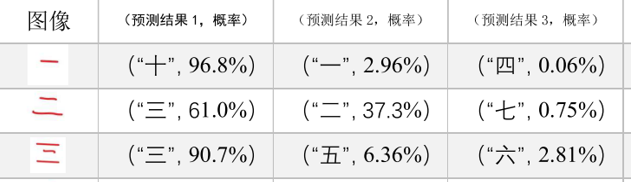 图像 （预测结果 1，概率） （预测结果 2，概率） （预测结果 3，概率）
一 （“十”, 96.8%） （“一”, 2.96%） （“四”, 0.06%）
二 （“三”, 61.0%） （“二”, 37.3%） （“七”, 0.75%）
三 （“三”, 90.7%） （“五”, 6.36%） （“六”, 2.81%）